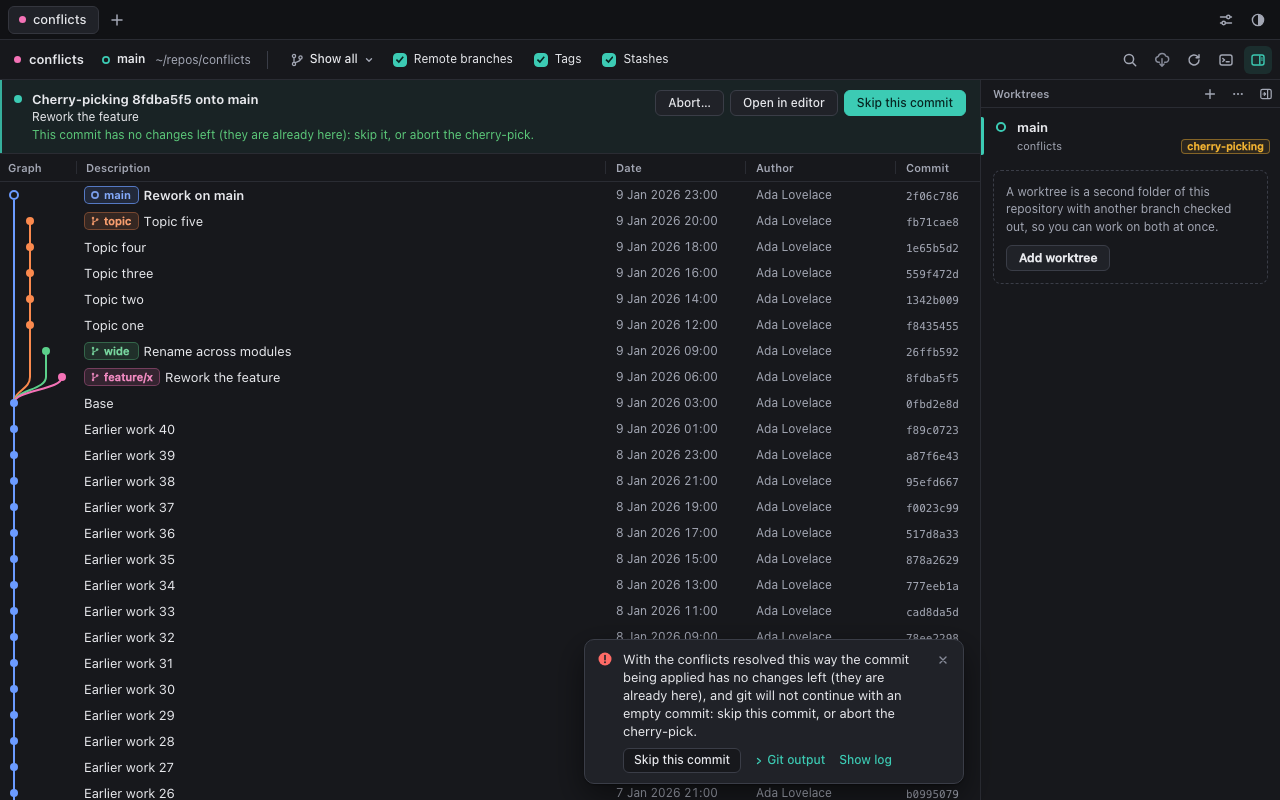 conflicts
conflicts main ~/repos/conflicts Show all Remote branches Tags Stashes
Cherry-picking 8fdba5f5 onto main
Rework the feature
This commit has no changes left (they are already here): skip it, or abort the cherry-pick.
Abort... Open in editor Skip this commit
Worktrees
main
conflicts cherry-picking
A worktree is a second folder of this
repository with another branch checked
out, so you can work on both at once.
Add worktree
Graph Description Date Author Commit
main Rework on main 9 Jan 2026 23:00 Ada Lovelace 2f06c786
topic Topic five 9 Jan 2026 20:00 Ada Lovelace fb71cae8
Topic four 9 Jan 2026 18:00 Ada Lovelace 1e65b5d2
Topic three 9 Jan 2026 16:00 Ada Lovelace 559f472d
Topic two 9 Jan 2026 14:00 Ada Lovelace 1342b009
Topic one 9 Jan 2026 12:00 Ada Lovelace f8435455
wide Rename across modules 9 Jan 2026 09:00 Ada Lovelace 26ffb592
feature/x Rework the feature 9 Jan 2026 06:00 Ada Lovelace 8fdba5f5
Base 9 Jan 2026 03:00 Ada Lovelace 0fbd2e8d
Earlier work 40 9 Jan 2026 01:00 Ada Lovelace f89c0723
Earlier work 39 8 Jan 2026 23:00 Ada Lovelace a87f6e43
Earlier work 38 8 Jan 2026 21:00 Ada Lovelace 95efd667
Earlier work 37 8 Jan 2026 19:00 Ada Lovelace f0023c99
Earlier work 36 8 Jan 2026 17:00 Ada Lovelace 517d8a33
Earlier work 35 8 Jan 2026 15:00 Ada Lovelace 878a2629
Earlier work 34 8 Jan 2026 13:00 Ada Lovelace 777eeb1a
Earlier work 33 8 Jan 2026 11:00 Ada Lovelace cad8da5d
Earlier work 32 8 Jan 2026 09:00 Ada Lovelace 78ee2298
Earlier work 31
Earlier work 30
Earlier work 29
Earlier work 28
Earlier work 27
Earlier work 26 7 Jan 2026 21:00 Ada Lovelace b0995079
With the conflicts resolved this way the commit
being applied has no changes left (they are
already here), and git will not continue with an
empty commit: skip this commit, or abort the
cherry-pick.
Skip this commit Git output Show log